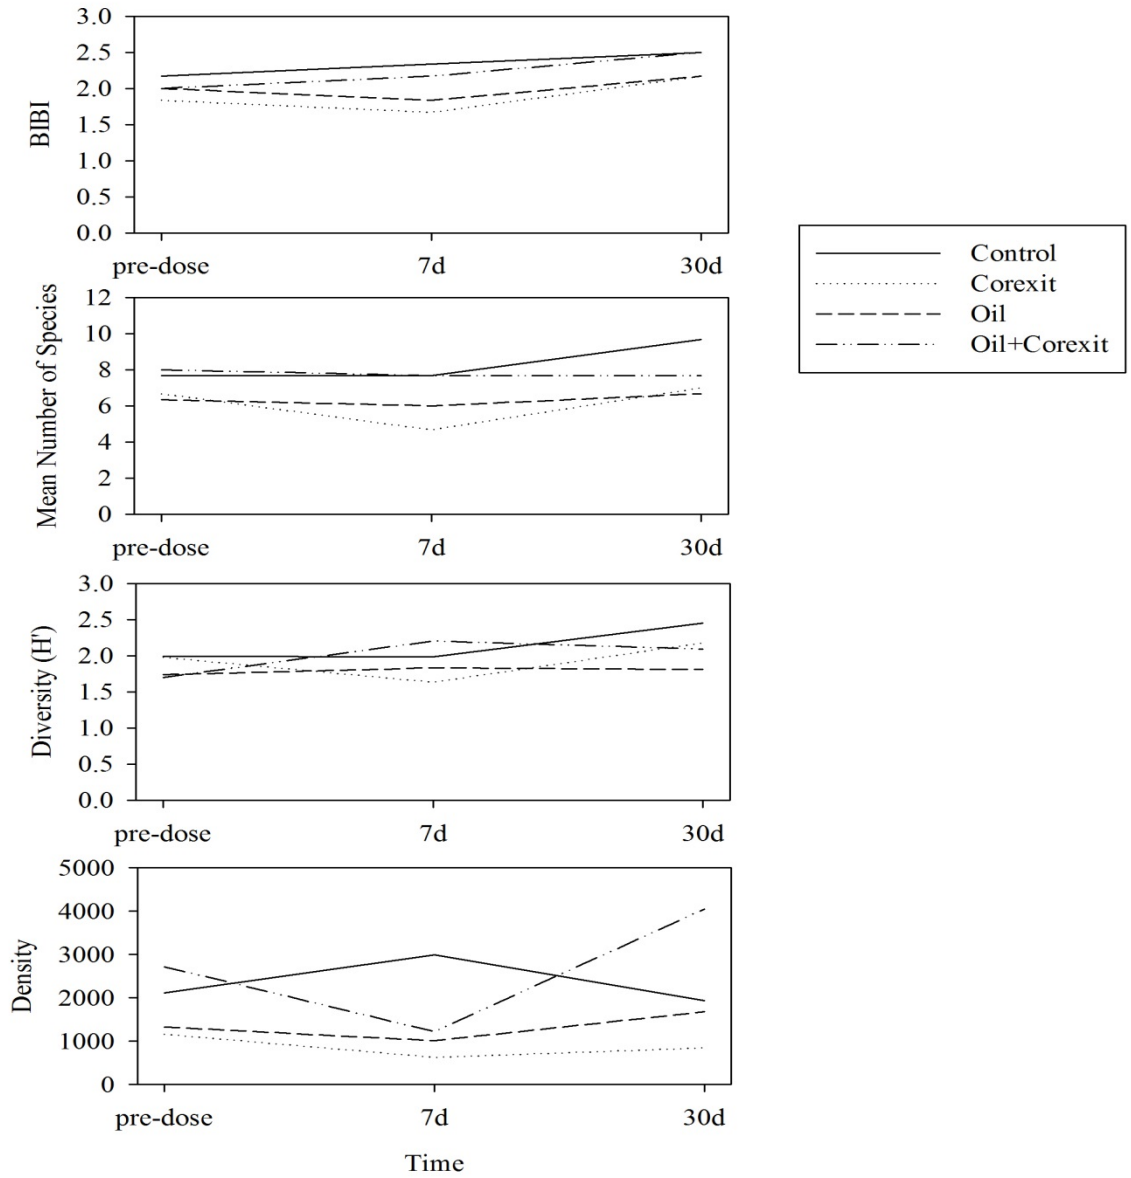 BIBI
3.0
2.5
2.0
1.5
1.0
0.5
0.0
pre-dose 7d 30d
Control
Corexit
Oil
Oil+Corexit
Mean Number of Species
12
10
8
6
4
2
0
pre-dose 7d 30d
Diversity (H')
3.0
2.5
2.0
1.5
1.0
0.5
0.0
pre-dose 7d 30d
Density
5000
4000
3000
2000
1000
0
pre-dose 7d 30d
Time